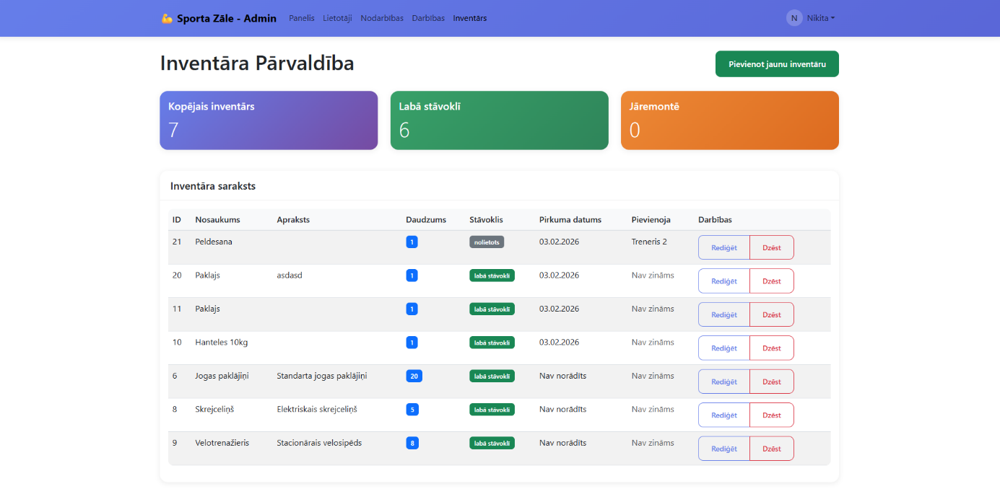 💪 Sporta Zāle - Admin Panelis Lietotāji Nodarbības Darbības Inventārs N Nikita
Inventāra Pārvaldība
Pievienot jaunu inventāru
Kopējais inventārs
7
Labā stāvoklī
6
Jāremontē
0
Inventāra saraksts
ID Nosaukums Apraksts Daudzums Stāvoklis Pirkuma datums Pievienoja Darbības
21 Peldesana 1 nolietots 03.02.2026 Treneris 2 Rediģēt Dzēst
20 Paklajs asdasd 1 labā stāvoklī 03.02.2026 Nav zināms Rediģēt Dzēst
11 Paklajs 1 labā stāvoklī 03.02.2026 Nav zināms Rediģēt Dzēst
10 Hanteles 10kg 1 labā stāvoklī 03.02.2026 Nav zināms Rediģēt Dzēst
6 Jogas paklājiņi Standarta jogas paklājiņi 20 labā stāvoklī Nav norādīts Nav zināms Rediģēt Dzēst
8 Skrejceliņš Elektriskais skrejceliņš 5 labā stāvoklī Nav norādīts Nav zināms Rediģēt Dzēst
9 Velotrenažieris Stacionārais velosipēds 8 labā stāvoklī Nav norādīts Nav zināms Rediģēt Dzēst